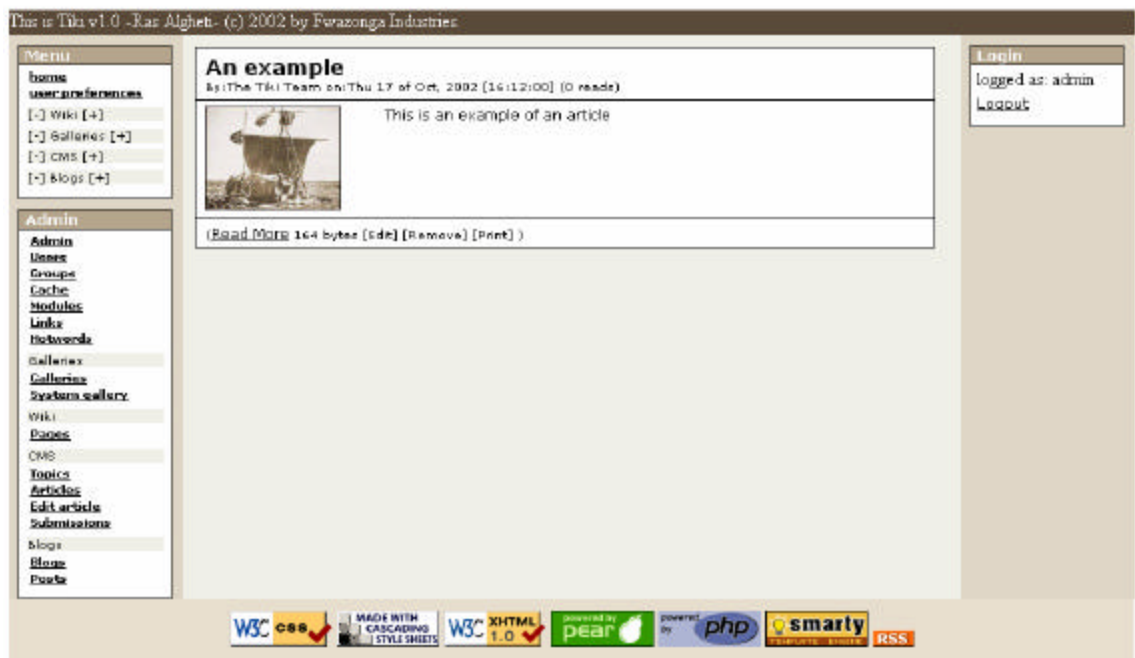 This is Tiki v1.0 -Ras Algheti- (c) 2002 by Fwazonga Industries
Menu
home
user preferences
[-] Wiki [+]
[-] Galleries [+]
[-] CMS [+]
[-] Blogs [+]
Admin
Admin
Users
Groups
Cache
Modules
Links
Hotwords
Galleries
Galleries
System gallery
Wiki
Pages
CMS
Topics
Articles
Edit article
Submissions
Blogs
Blogs
Posts
An example
By:The Tiki Team on:Thu 17 of Oct, 2002 [16:12:00] (0 reads)
This is an example of an article
(Read More 164 bytes [Edit] [Remove] [Print] )
Login
logged as: admin
Logout
W3C css
MADE WITH
CASCADING
STYLE SHEETS
W3C XHTML
1.0
powered by
pear
powered
by php
smarty
TEMPLATE ENGINE
RSS